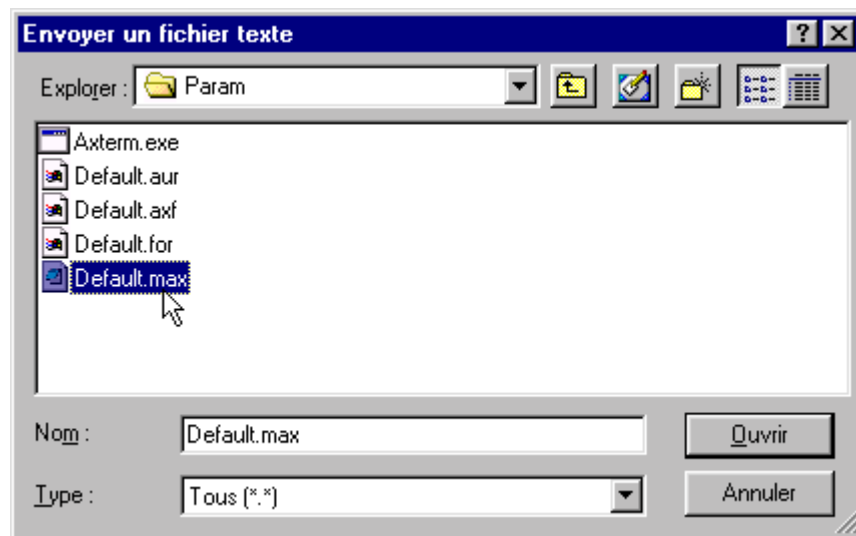 Envoyer un fichier texte
Explorer : Param
Axterm.exe
Default.aur
Default.axf
Default.for
Default.max
Nom : Default.max Ouvrir
Type : Tous (*.*) Annuler